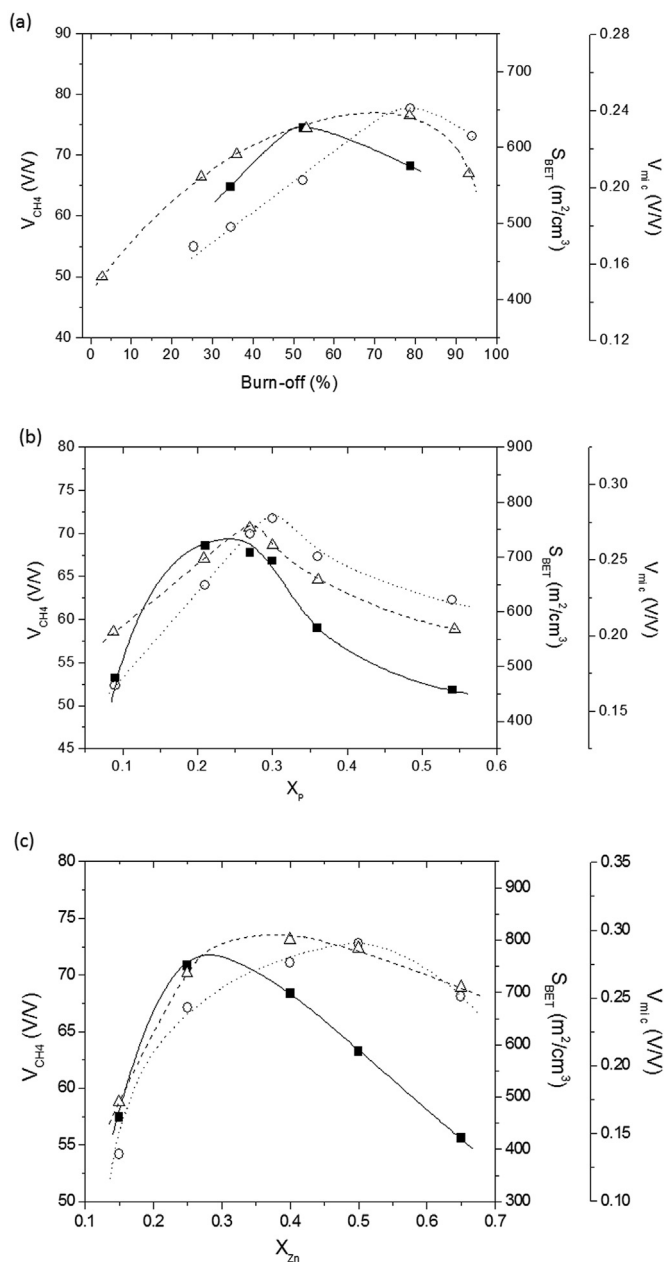 (a)
90
80
70
60
50
40
V_CH4 (V/V)
0 10 20 30 40 50 60 70 80 90 100
Burn-off (%)
700
600
500
400
S_BET (m²/cm³)
0.28
0.24
0.20
0.16
0.12
V_mic (V/V)
(b)
80
75
70
65
60
55
50
45
V_CH4 (V/V)
0.1 0.2 0.3 0.4 0.5 0.6
X_P
900
800
700
600
500
400
S_BET (m²/cm³)
0.30
0.25
0.20
0.15
V_mic (V/V)
(c)
80
75
70
65
60
55
50
V_CH4 (V/V)
0.1 0.2 0.3 0.4 0.5 0.6 0.7
X_Zn
900
800
700
600
500
400
300
S_BET (m²/cm³)
0.35
0.30
0.25
0.20
0.15
0.10
V_mic (V/V)